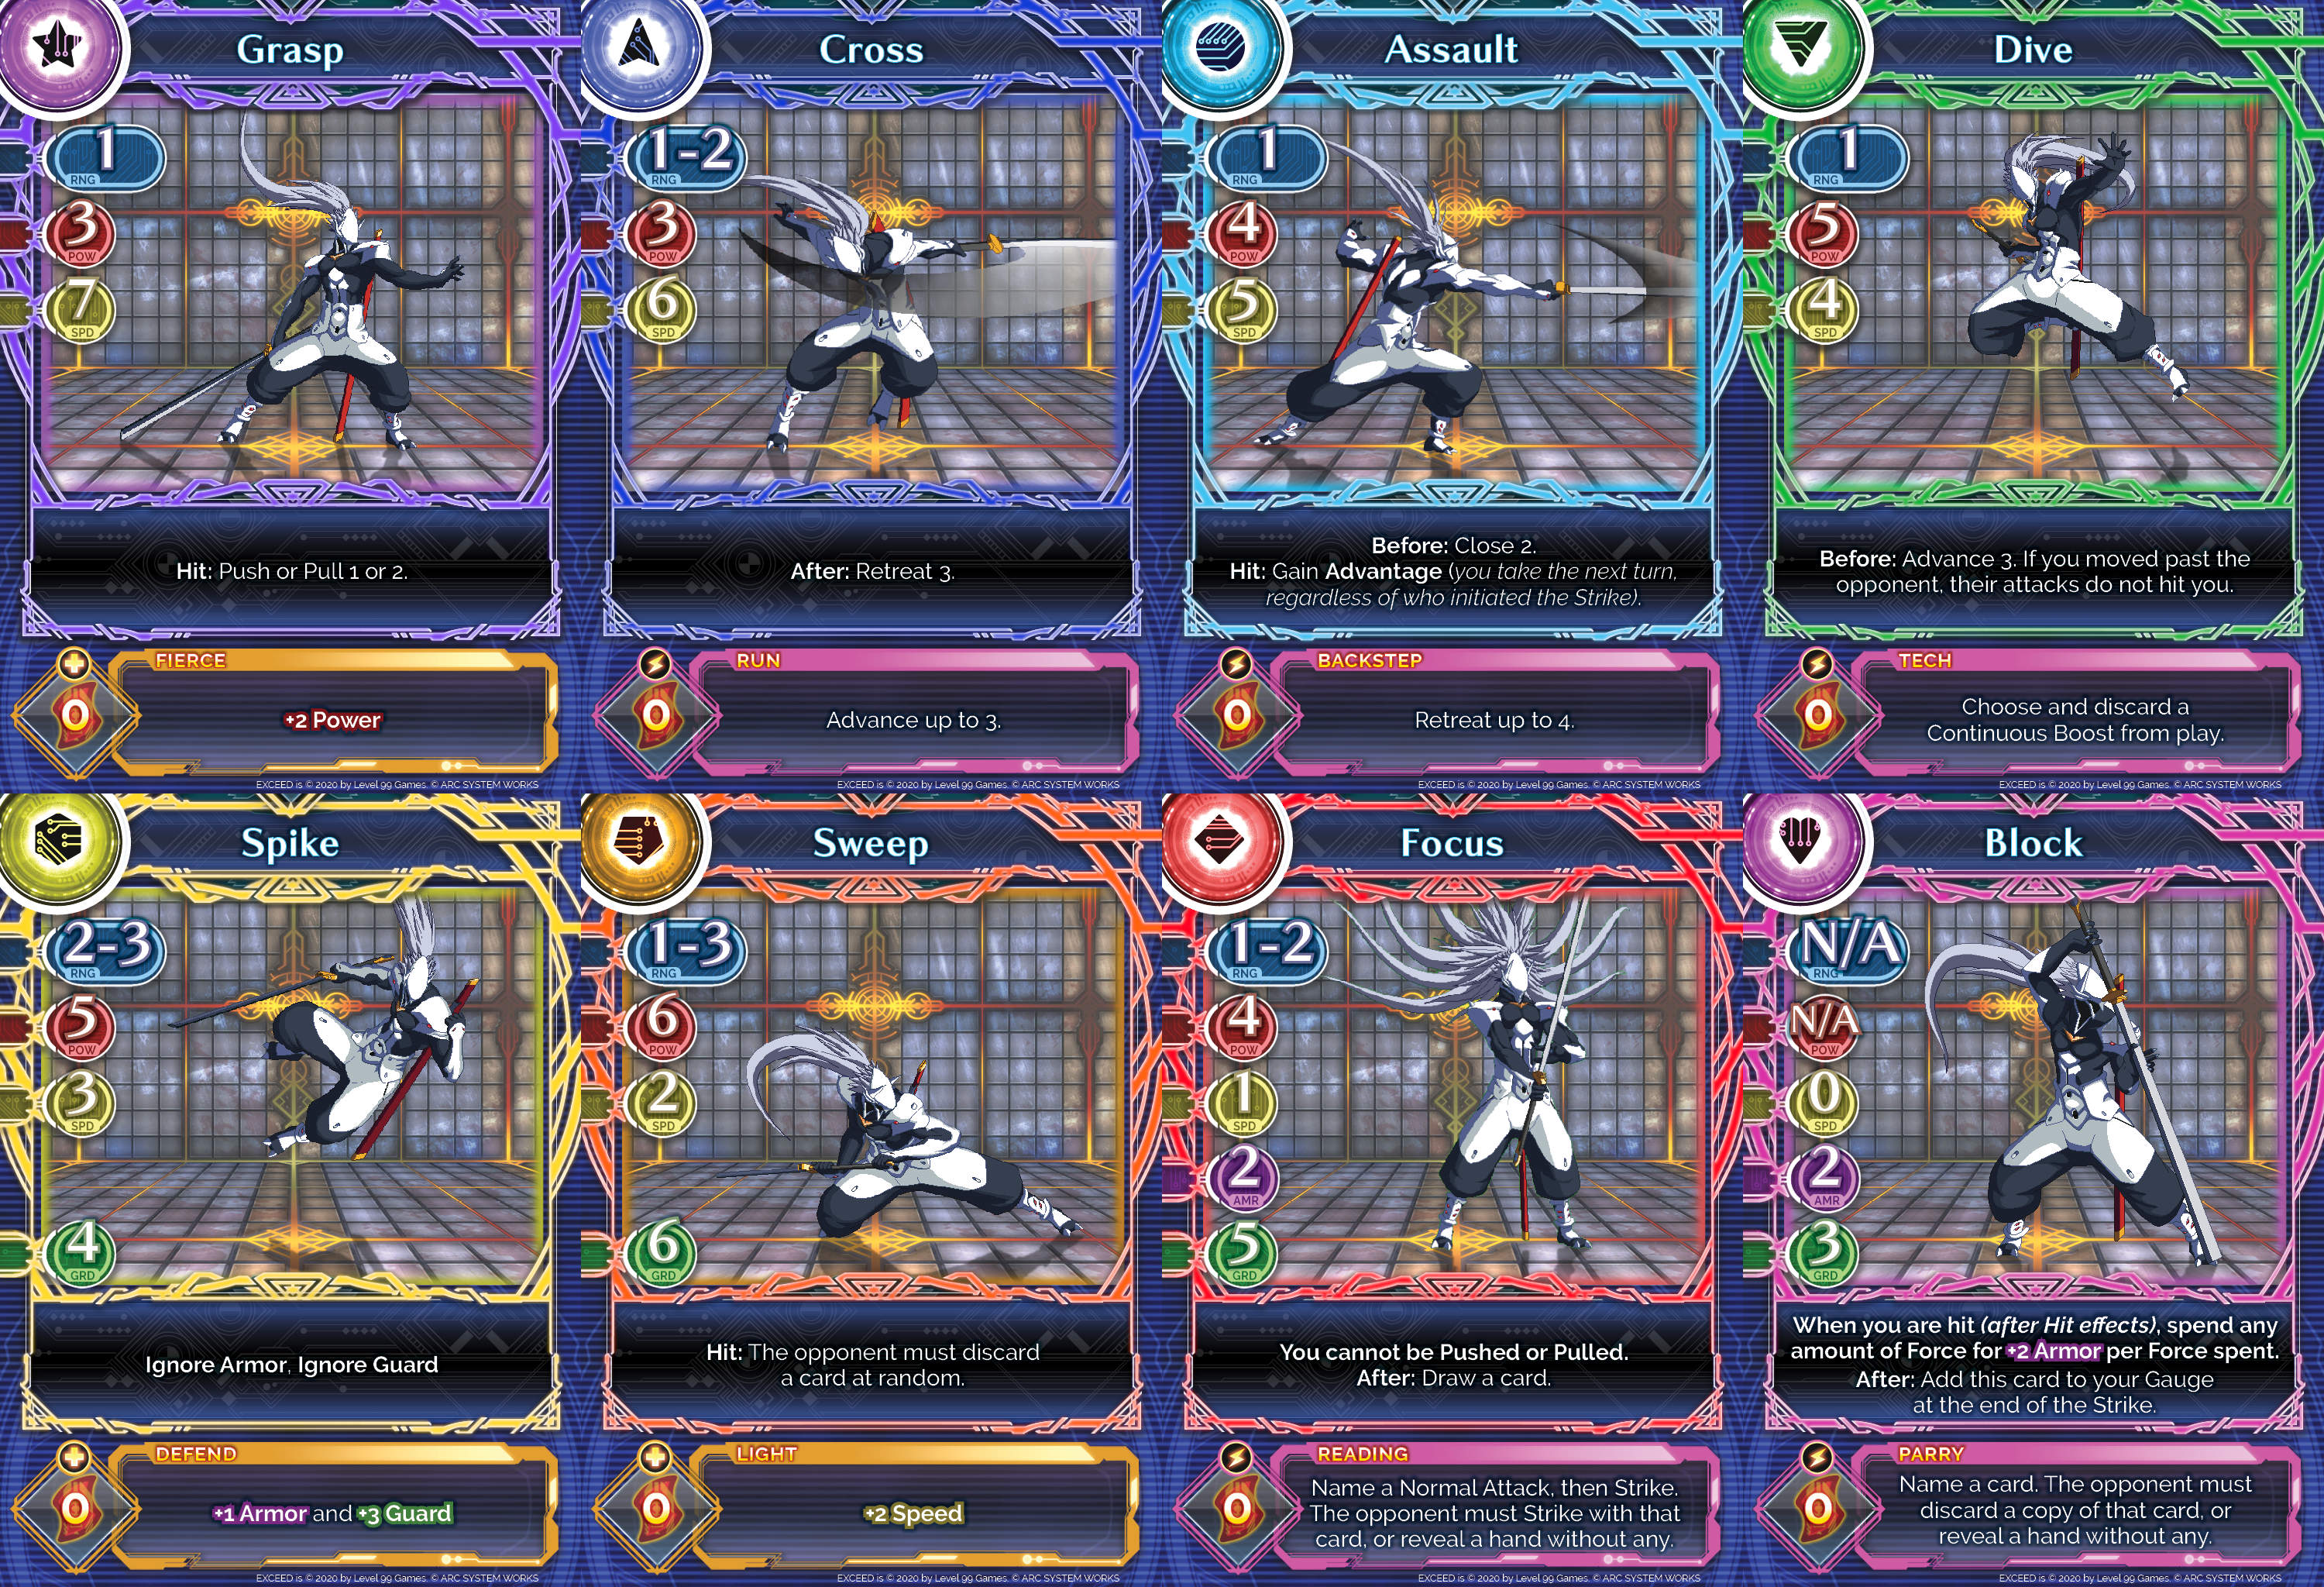 Grasp
1
RNG
3
POW
7
SPD
Hit: Push or Pull 1 or 2.
FIERCE
0
+2 Power
EXCEED is © 2020 by Level 99 Games. © ARC SYSTEM WORKS
Cross
1-2
RNG
3
POW
6
SPD
After: Retreat 3.
RUN
0
Advance up to 3.
EXCEED is © 2020 by Level 99 Games. © ARC SYSTEM WORKS
Assault
1
RNG
4
POW
5
SPD
Before: Close 2.
Hit: Gain Advantage (you take the next turn,
regardless of who initiated the Strike).
BACKSTEP
0
Retreat up to 4.
EXCEED is © 2020 by Level 99 Games. © ARC SYSTEM WORKS
Dive
1
RNG
5
POW
4
SPD
Before: Advance 3. If you moved past the
opponent, their attacks do not hit you.
TECH
0
Choose and discard a
Continuous Boost from play.
EXCEED is © 2020 by Level 99 Games. © ARC SYSTEM WORKS
Spike
2-3
RNG
5
POW
3
SPD
4
GRD
Ignore Armor, Ignore Guard
DEFEND
0
+1 Armor and +3 Guard
EXCEED is © 2020 by Level 99 Games. © ARC SYSTEM WORKS
Sweep
1-3
RNG
6
POW
2
SPD
6
GRD
Hit: The opponent must discard
a card at random.
LIGHT
0
+2 Speed
EXCEED is © 2020 by Level 99 Games. © ARC SYSTEM WORKS
Focus
1-2
RNG
4
POW
1
SPD
2
AMR
5
GRD
You cannot be Pushed or Pulled.
After: Draw a card.
READING
0
Name a Normal Attack, then Strike.
The opponent must Strike with that
card, or reveal a hand without any.
EXCEED is © 2020 by Level 99 Games. © ARC SYSTEM WORKS
Block
N/A
RNG
N/A
POW
0
SPD
2
AMR
3
GRD
When you are hit (after Hit effects), spend any
amount of Force for +2 Armor per Force spent.
After: Add this card to your Gauge
at the end of the Strike.
PARRY
0
Name a card. The opponent must
discard a copy of that card, or
reveal a hand without any.
EXCEED is © 2020 by Level 99 Games. © ARC SYSTEM WORKS